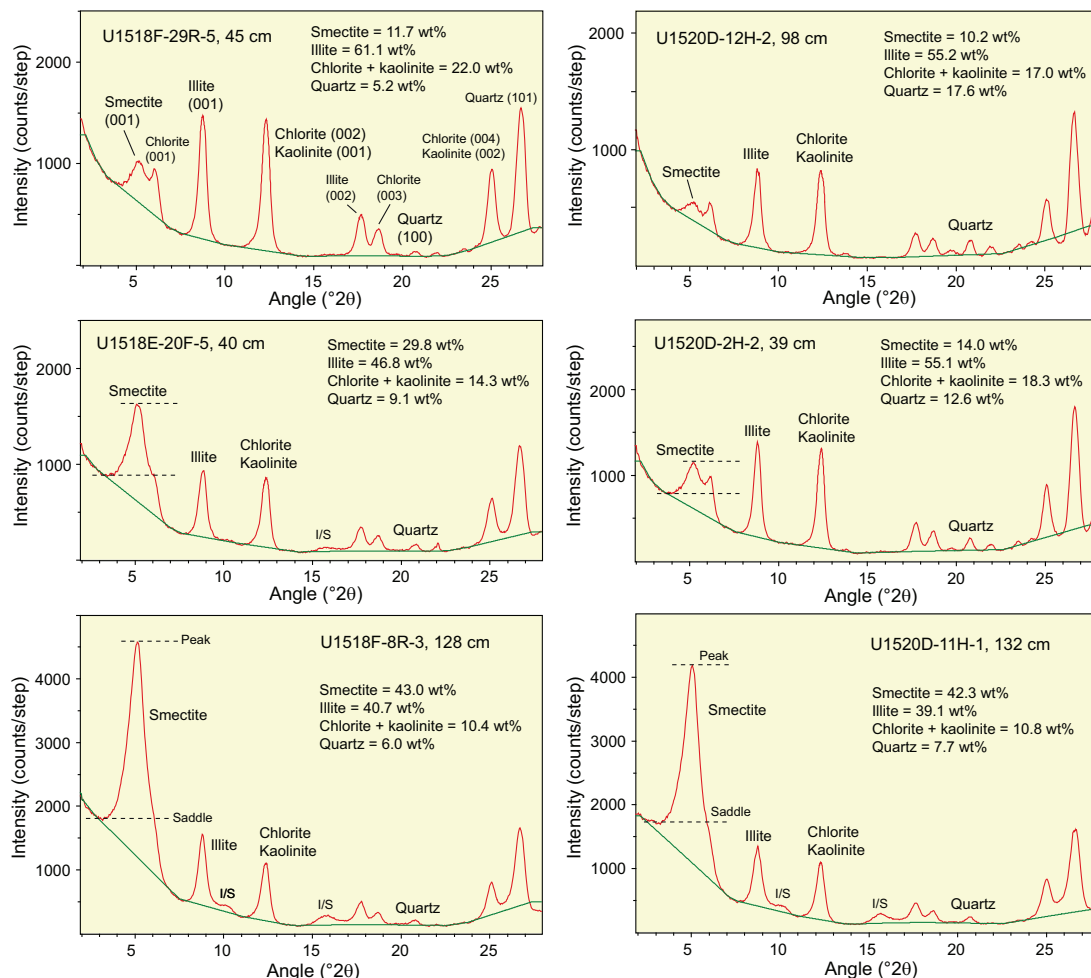 U1518F-29R-5, 45 cm
Smectite = 11.7 wt%
Illite = 61.1 wt%
Chlorite + kaolinite = 22.0 wt%
Quartz = 5.2 wt%
Smectite
(001)
Chlorite
(001)
Illite
(001)
Chlorite (002)
Kaolinite (001)
Illite
(002)
Chlorite
(003)
Quartz
(100)
Chlorite (004)
Kaolinite (002)
Quartz (101)
Intensity (counts/step)
2000
1000
5
10
15
20
25
Angle (°2θ)
U1520D-12H-2, 98 cm
Smectite = 10.2 wt%
Illite = 55.2 wt%
Chlorite + kaolinite = 17.0 wt%
Quartz = 17.6 wt%
Smectite
Illite
Chlorite
Kaolinite
Quartz
Intensity (counts/step)
2000
1000
5
10
15
20
25
Angle (°2θ)
U1518E-20F-5, 40 cm
Smectite = 29.8 wt%
Illite = 46.8 wt%
Chlorite + kaolinite = 14.3 wt%
Quartz = 9.1 wt%
Smectite
Illite
Chlorite
Kaolinite
I/S
Quartz
Intensity (counts/step)
2000
1000
5
10
15
20
25
Angle (°2θ)
U1520D-2H-2, 39 cm
Smectite = 14.0 wt%
Illite = 55.1 wt%
Chlorite + kaolinite = 18.3 wt%
Quartz = 12.6 wt%
Smectite
Illite
Chlorite
Kaolinite
Quartz
Intensity (counts/step)
2000
1000
5
10
15
20
25
Angle (°2θ)
U1518F-8R-3, 128 cm
Smectite = 43.0 wt%
Illite = 40.7 wt%
Chlorite + kaolinite = 10.4 wt%
Quartz = 6.0 wt%
Peak
Smectite
Saddle
Illite
I/S
Chlorite
Kaolinite
I/S
Quartz
Intensity (counts/step)
4000
3000
2000
1000
5
10
15
20
25
Angle (°2θ)
U1520D-11H-1, 132 cm
Smectite = 42.3 wt%
Illite = 39.1 wt%
Chlorite + kaolinite = 10.8 wt%
Quartz = 7.7 wt%
Peak
Smectite
Saddle
Illite
I/S
Chlorite
Kaolinite
I/S
Quartz
Intensity (counts/step)
4000
3000
2000
1000
5
10
15
20
25
Angle (°2θ)